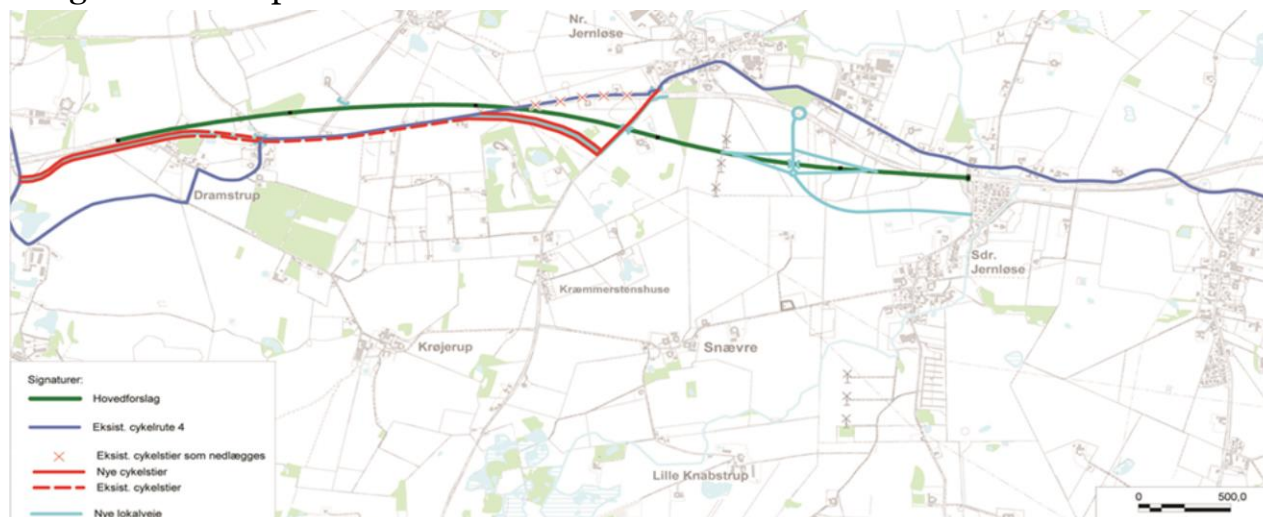 Nr.
Jernløse
Dramstrup
Sdr.
Jernløse
Kræmmerstenshuse
Krøjerup
Snævre
Lille Knabstrup
Signaturer:
Hovedforslag
Eksist. cykelrute 4
Eksist. cykelstier som nedlægges
Nye cykelstier
Eksist. cykelstier
Nye lokalveje
0 500,0